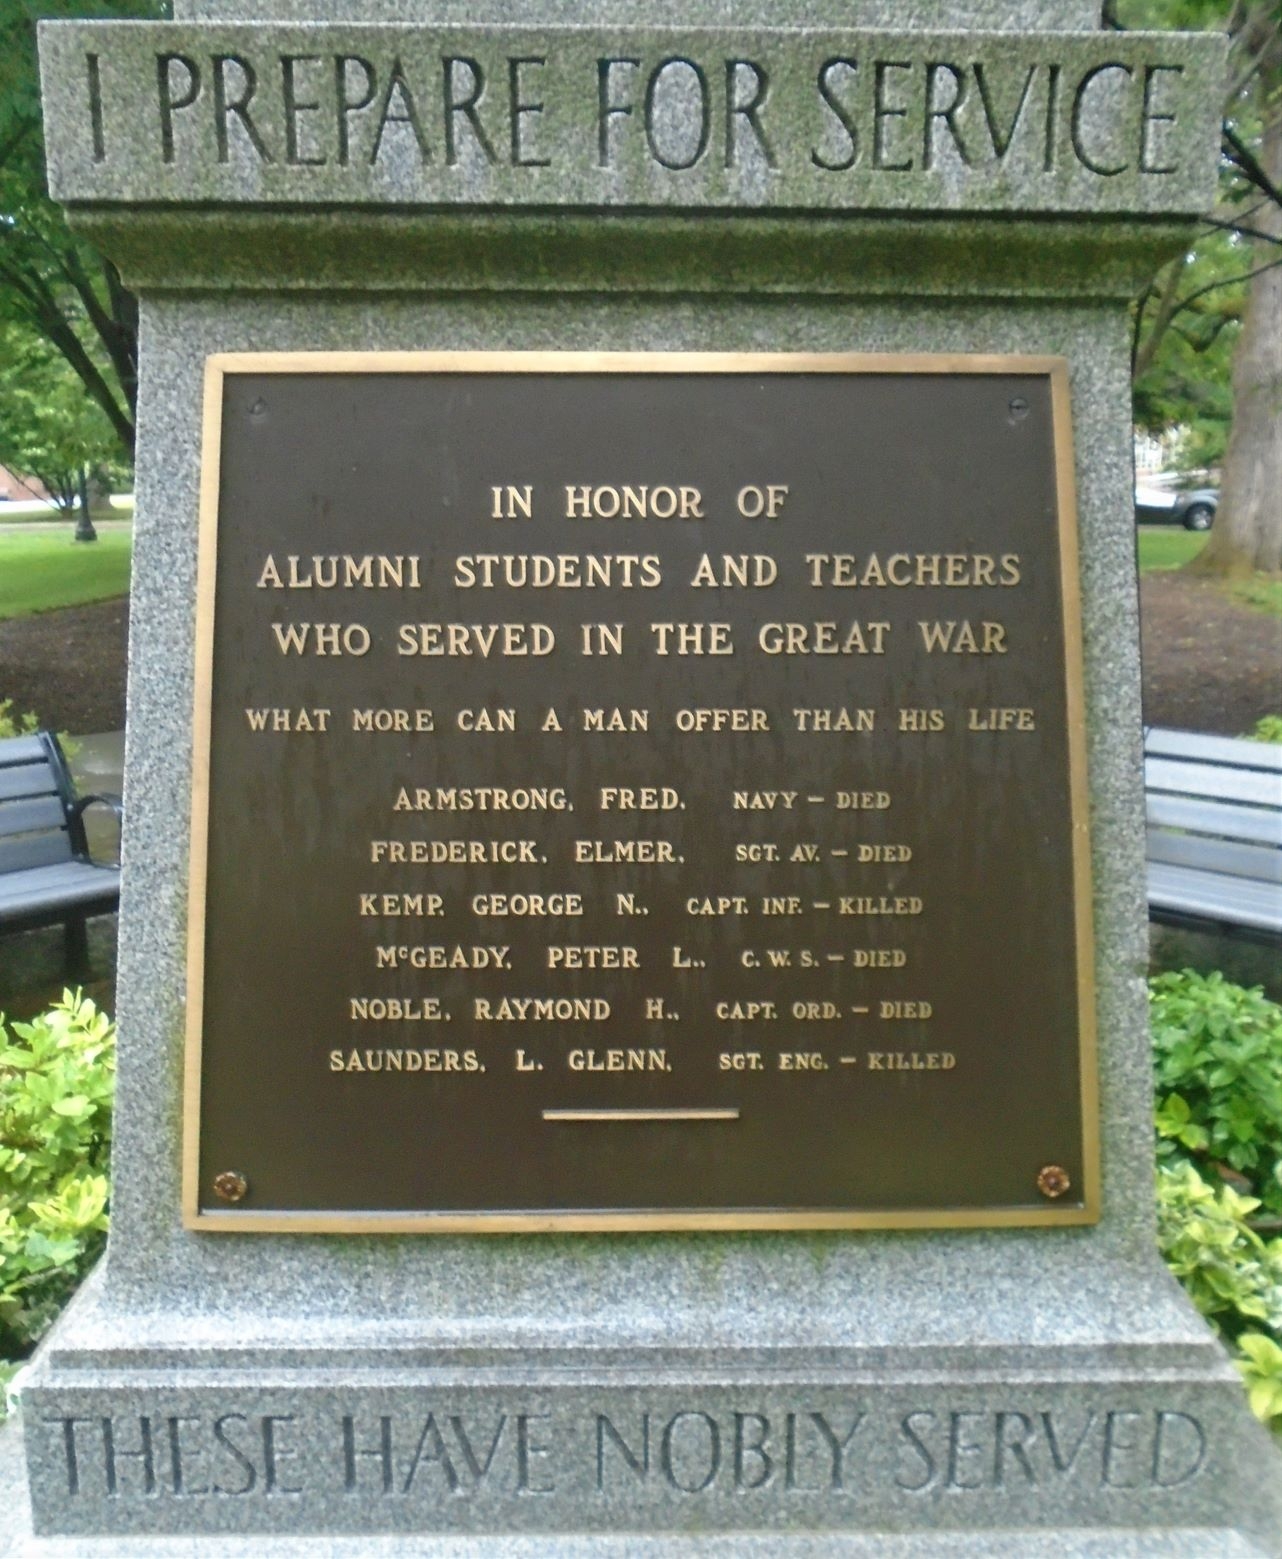 I PREPARE FOR SERVICE
IN HONOR OF
ALUMNI STUDENTS AND TEACHERS
WHO SERVED IN THE GREAT WAR
WHAT MORE CAN A MAN OFFER THAN HIS LIFE
ARMSTRONG, FRED. NAVY - DIED
FREDERICK, ELMER. SGT. AV. - DIED
KEMP, GEORGE N., CAPT. INF. - KILLED
McGEADY, PETER L., C. W. S. - DIED
NOBLE, RAYMOND H., CAPT. ORD. - DIED
SAUNDERS, L. GLENN, SGT. ENG. - KILLED
THESE HAVE NOBLY SERVED